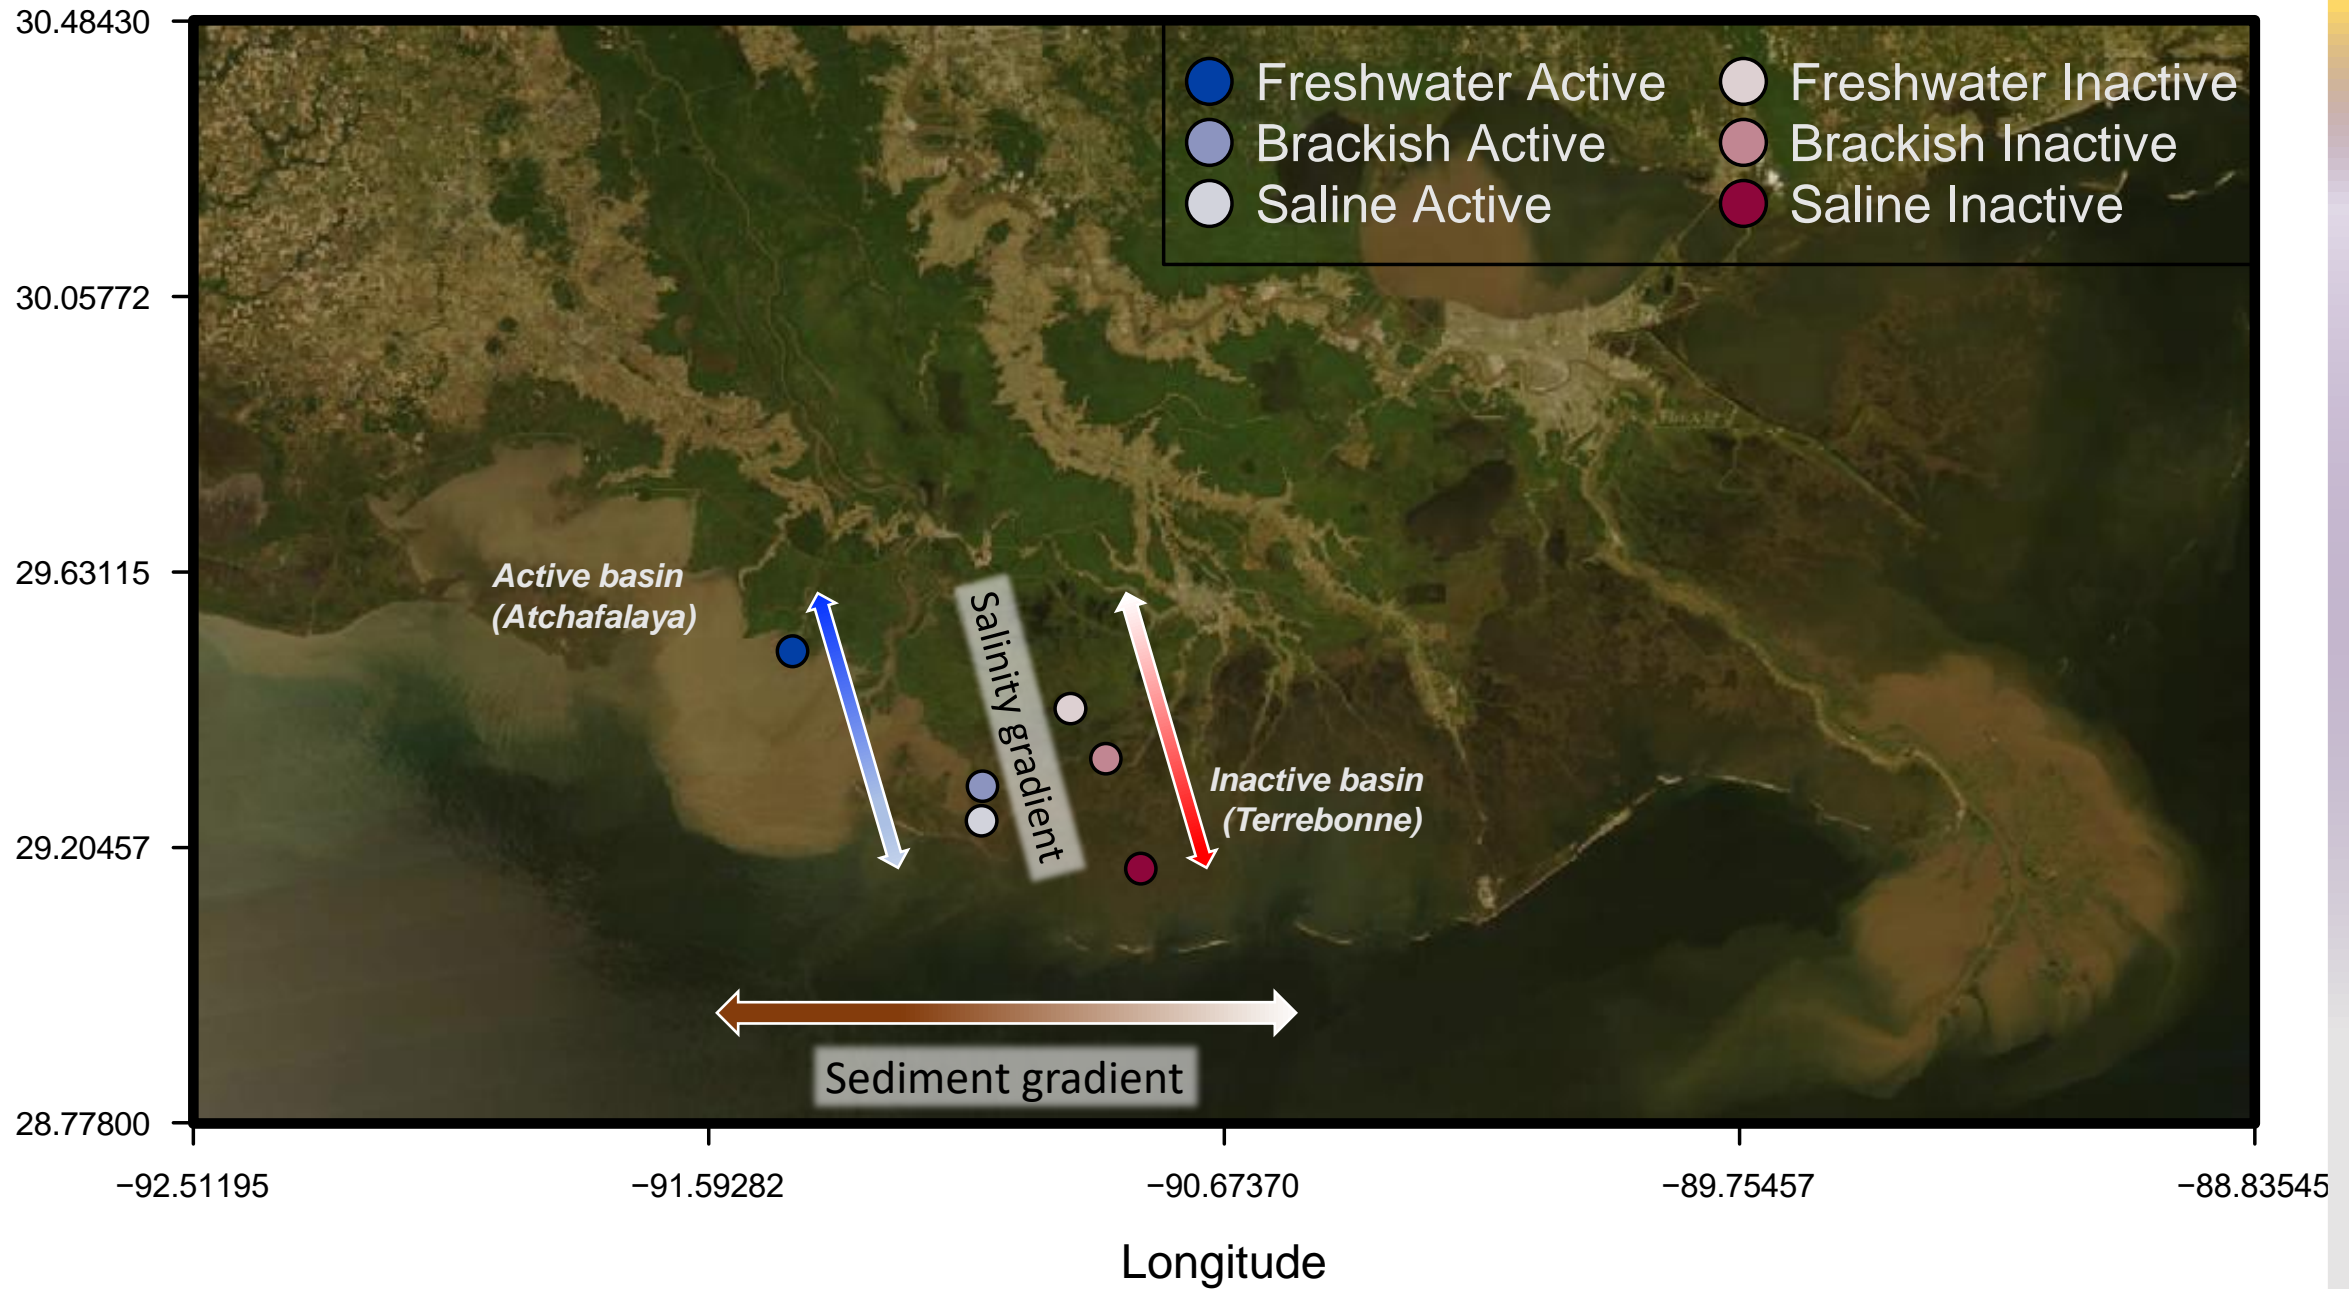 30.48430
30.05772
29.63115
29.20457
28.77800
Freshwater Active
Brackish Active
Saline Active
Freshwater Inactive
Brackish Inactive
Saline Inactive
Active basin
(Atchafalaya)
Salinity gradient
Inactive basin
(Terrebonne)
Sediment gradient
−92.51195
−91.59282
−90.67370
−89.75457
−88.83545
Longitude